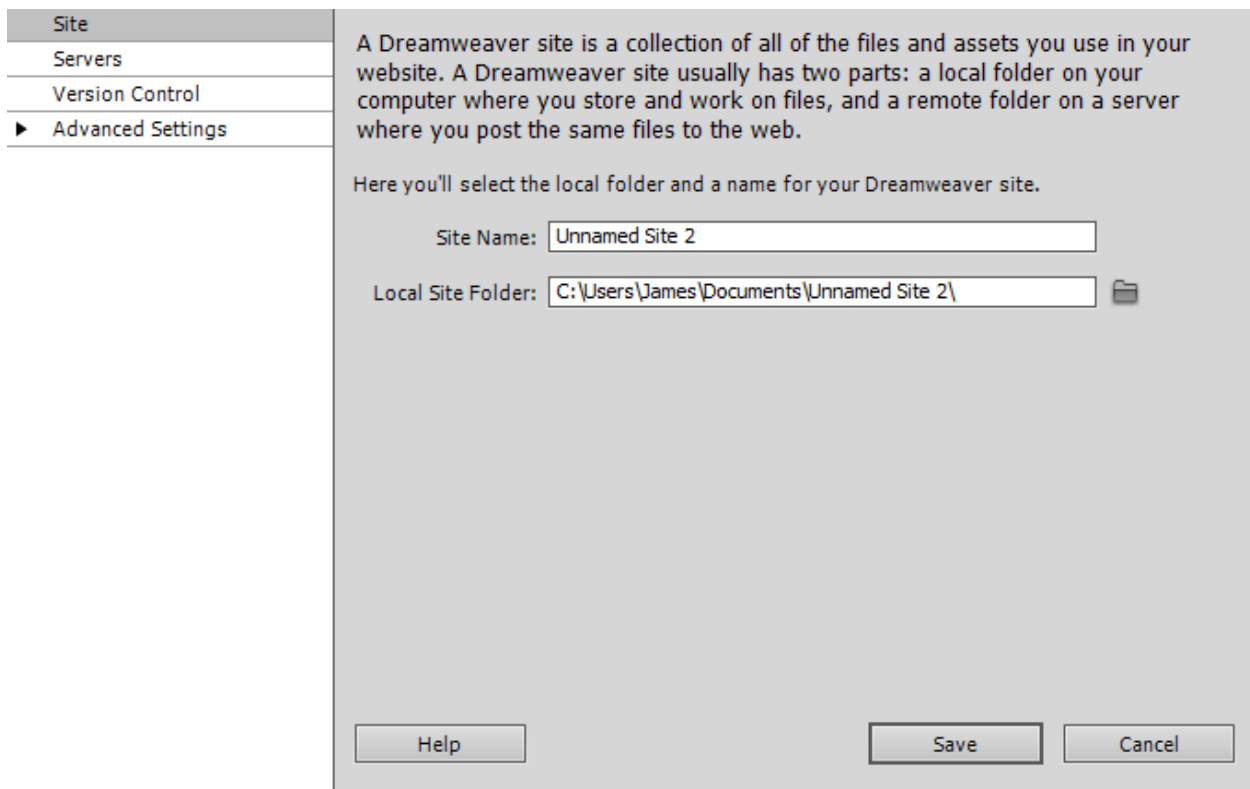 Site
Servers
Version Control
Advanced Settings
A Dreamweaver site is a collection of all of the files and assets you use in your
website. A Dreamweaver site usually has two parts: a local folder on your
computer where you store and work on files, and a remote folder on a server
where you post the same files to the web.
Here you'll select the local folder and a name for your Dreamweaver site.
Site Name: Unnamed Site 2
Local Site Folder: C:\Users\James\Documents\Unnamed Site 2\
Help Save Cancel